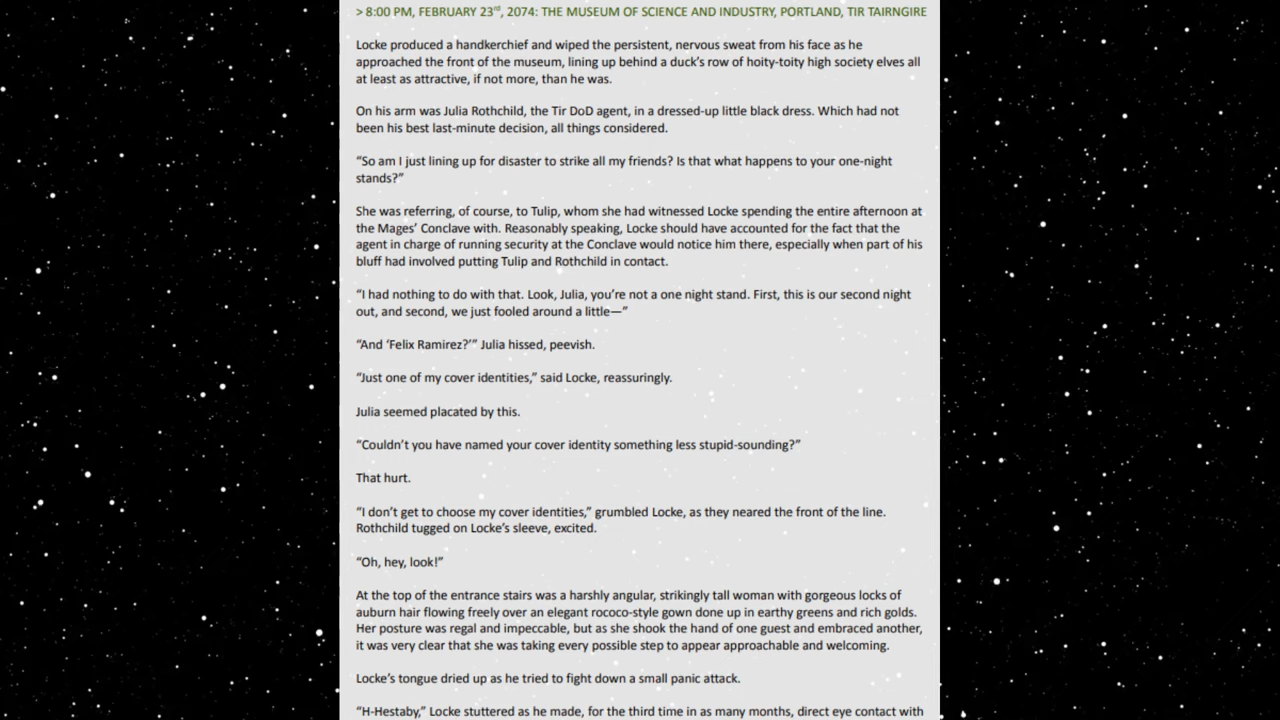 > 8:00 PM, FEBRUARY 23rd, 2074: THE MUSEUM OF SCIENCE AND INDUSTRY, PORTLAND, TIR TAIRNGIRE
Locke produced a handkerchief and wiped the persistent, nervous sweat from his face as he
approached the front of the museum, lining up behind a duck’s row of hoity-toity high society elves all
at least as attractive, if not more, than he was.
On his arm was Julia Rothchild, the Tir DoD agent, in a dressed-up little black dress. Which had not
been his best last-minute decision, all things considered.
“So am I just lining up for disaster to strike all my friends? Is that what happens to your one-night
stands?”
She was referring, of course, to Tulip, whom she had witnessed Locke spending the entire afternoon at
the Mages’ Conclave with. Reasonably speaking, Locke should have accounted for the fact that the
agent in charge of running security at the Conclave would notice him there, especially when part of his
bluff had involved putting Tulip and Rothchild in contact.
“I had nothing to do with that. Look, Julia, you’re not a one night stand. First, this is our second night
out, and second, we just fooled around a little—”
“And ‘Felix Ramirez?’” Julia hissed, peevish.
“Just one of my cover identities,” said Locke, reassuringly.
Julia seemed placated by this.
“Couldn’t you have named your cover identity something less stupid-sounding?”
That hurt.
“I don’t get to choose my cover identities,” grumbled Locke, as they neared the front of the line.
Rothchild tugged on Locke’s sleeve, excited.
“Oh, hey, look!”
At the top of the entrance stairs was a harshly angular, strikingly tall woman with gorgeous locks of
auburn hair flowing freely over an elegant rococo-style gown done up in earthy greens and rich golds.
Her posture was regal and impeccable, but as she shook the hand of one guest and embraced another,
it was very clear that she was taking every possible step to appear approachable and welcoming.
Locke’s tongue dried up as he tried to fight down a small panic attack.
“H-Hestaby,” Locke stuttered as he made, for the third time in as many months, direct eye contact with